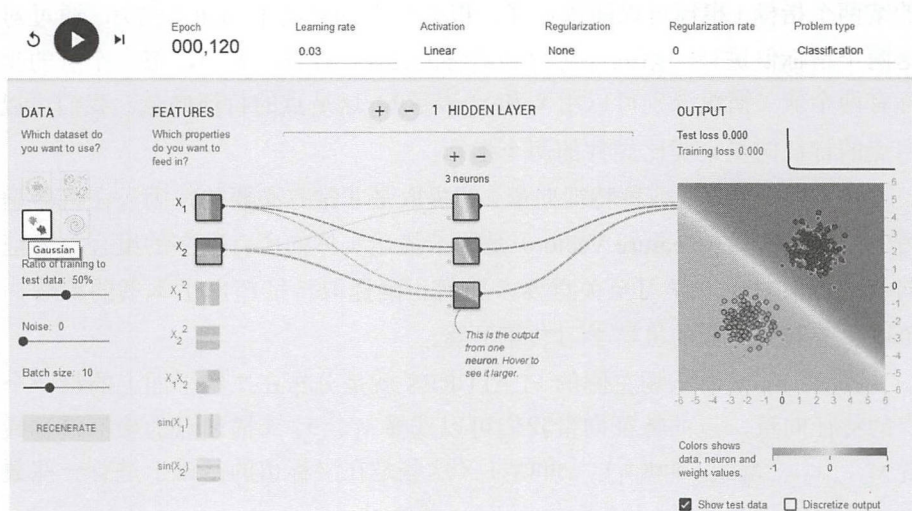 Epoch
000,120
Learning rate
0.03
Activation
Linear
Regularization
None
Regularization rate
0
Problem type
Classification
DATA
Which dataset do
you want to use?
Gaussian
Ratio of training to
test data: 50%
Noise: 0
Batch size: 10
RECENERATE
FEATURES
Which properties
do you want to
feed in?
X₁
X₂
X₁²
X₂²
X₁X₂
sin(X₁)
sin(X₂)
+ − 1 HIDDEN LAYER
+ −
3 neurons
This is the output
from one
neuron. Hover to
see it larger.
OUTPUT
Test loss 0.000
Training loss 0.000
6
5
4
3
2
1
0
-1
-2
-3
-4
-5
-6
-6 -5 -4 -3 -2 -1 0 1 2 3 4 5 6
Colors shows
data, neuron and
weight values.
-1 0 1
Show test data
Discretize output